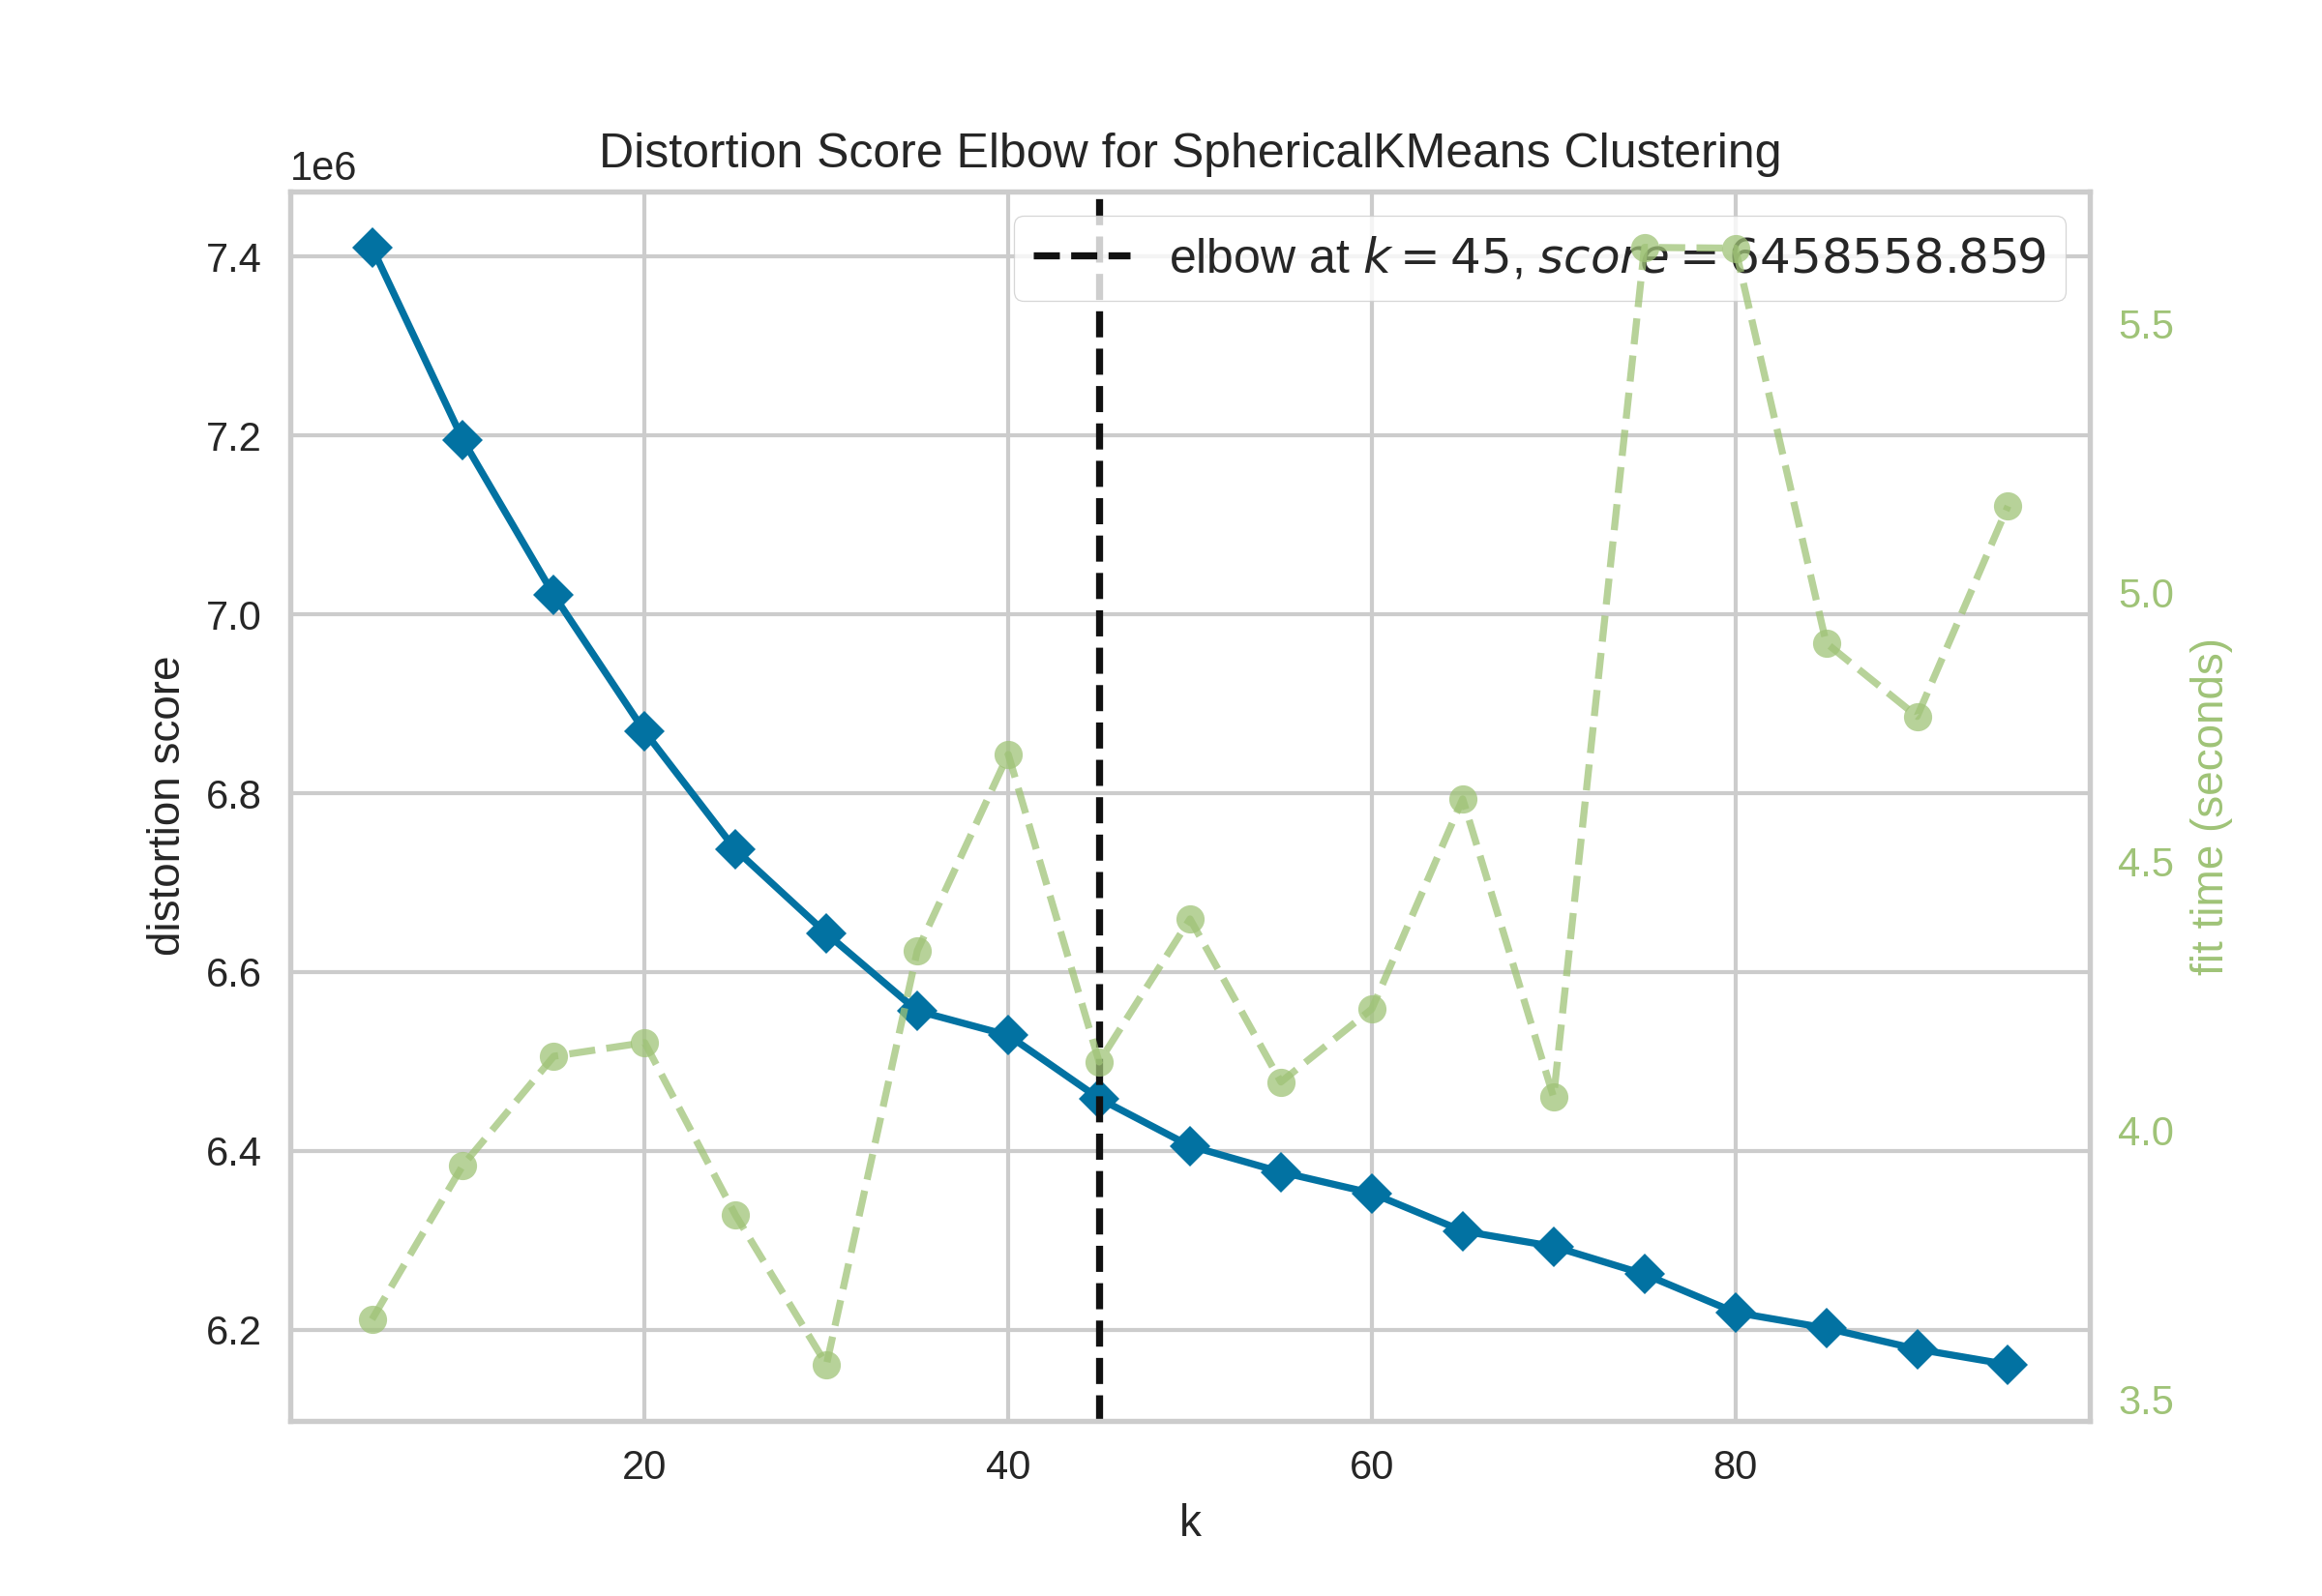 Distortion Score Elbow for SphericalKMeans Clustering
1e6
elbow at k = 45, score = 6458558.859
7.4
7.2
7.0
6.8
6.6
6.4
6.2
distortion score
5.5
5.0
4.5
4.0
3.5
fit time (seconds)
20 40 60 80
k